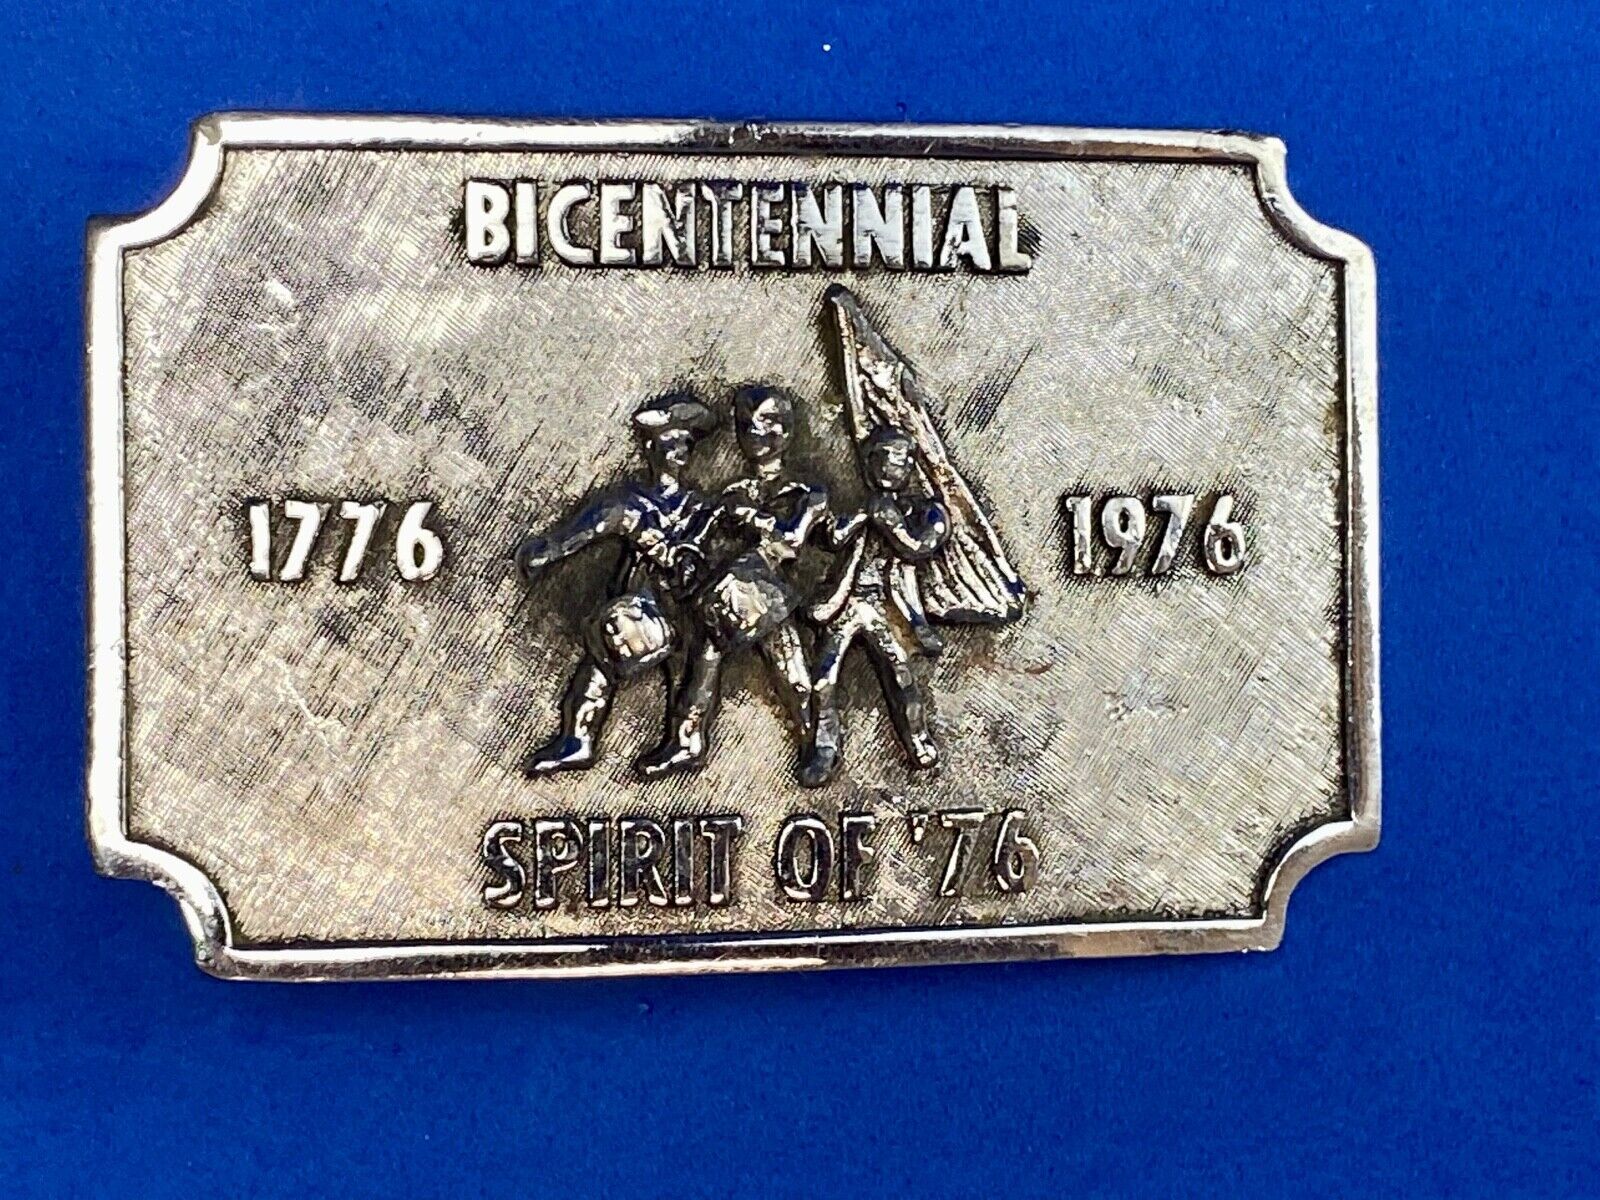 BICENTENNIAL
1776 1976
SPIRIT OF '76